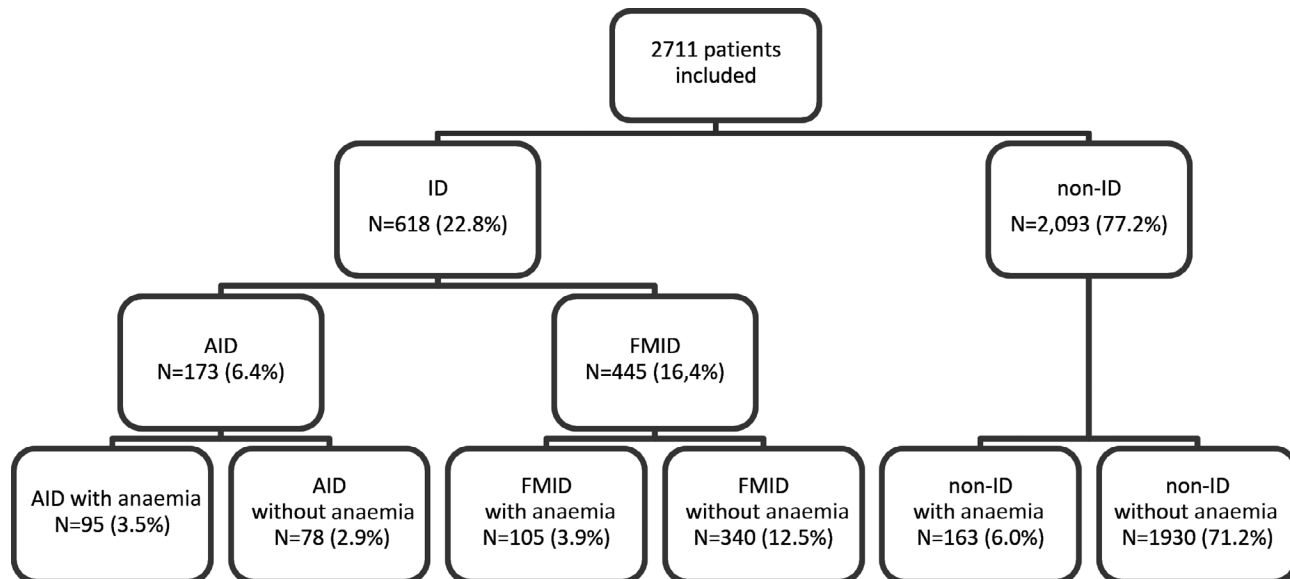 2711 patients
included
ID
N=618 (22.8%)
non-ID
N=2,093 (77.2%)
AID
N=173 (6.4%)
FMID
N=445 (16,4%)
AID with anaemia
N=95 (3.5%)
AID
without anaemia
N=78 (2.9%)
FMID
with anaemia
N=105 (3.9%)
FMID
without anaemia
N=340 (12.5%)
non-ID
with anaemia
N=163 (6.0%)
non-ID
without anaemia
N=1930 (71.2%)